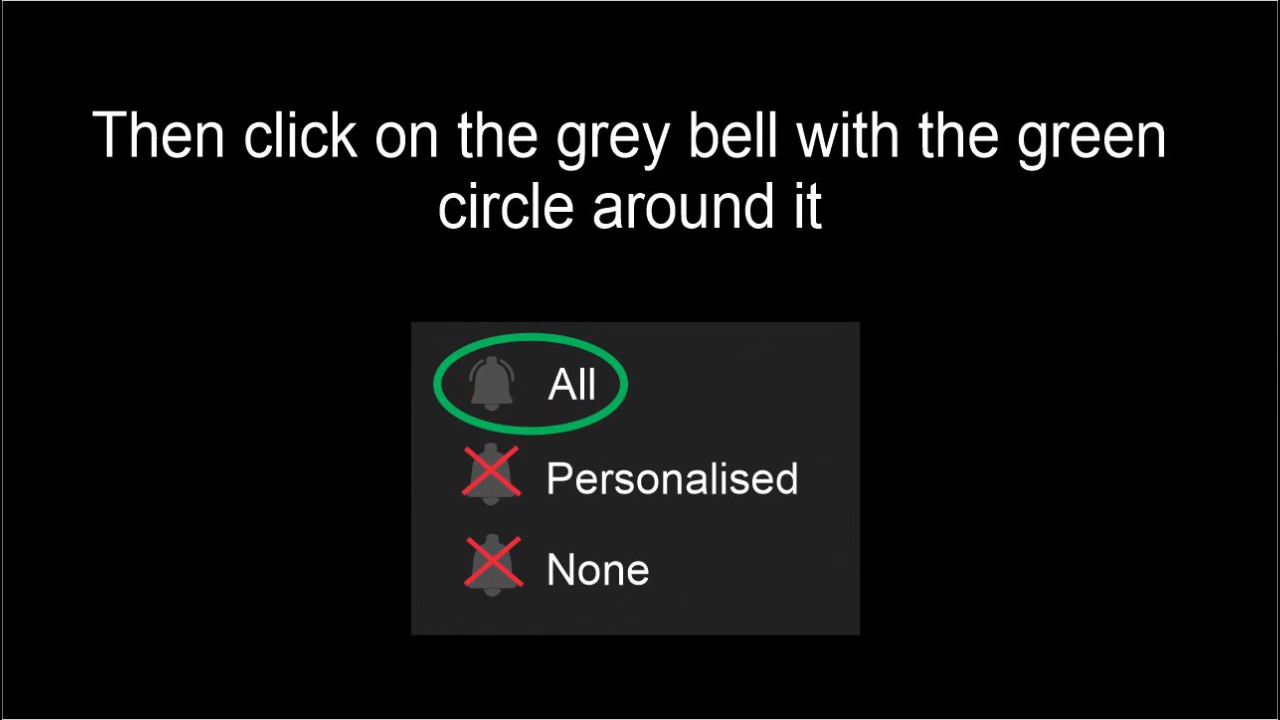 Then click on the grey bell with the green
circle around it
All
Personalised
None